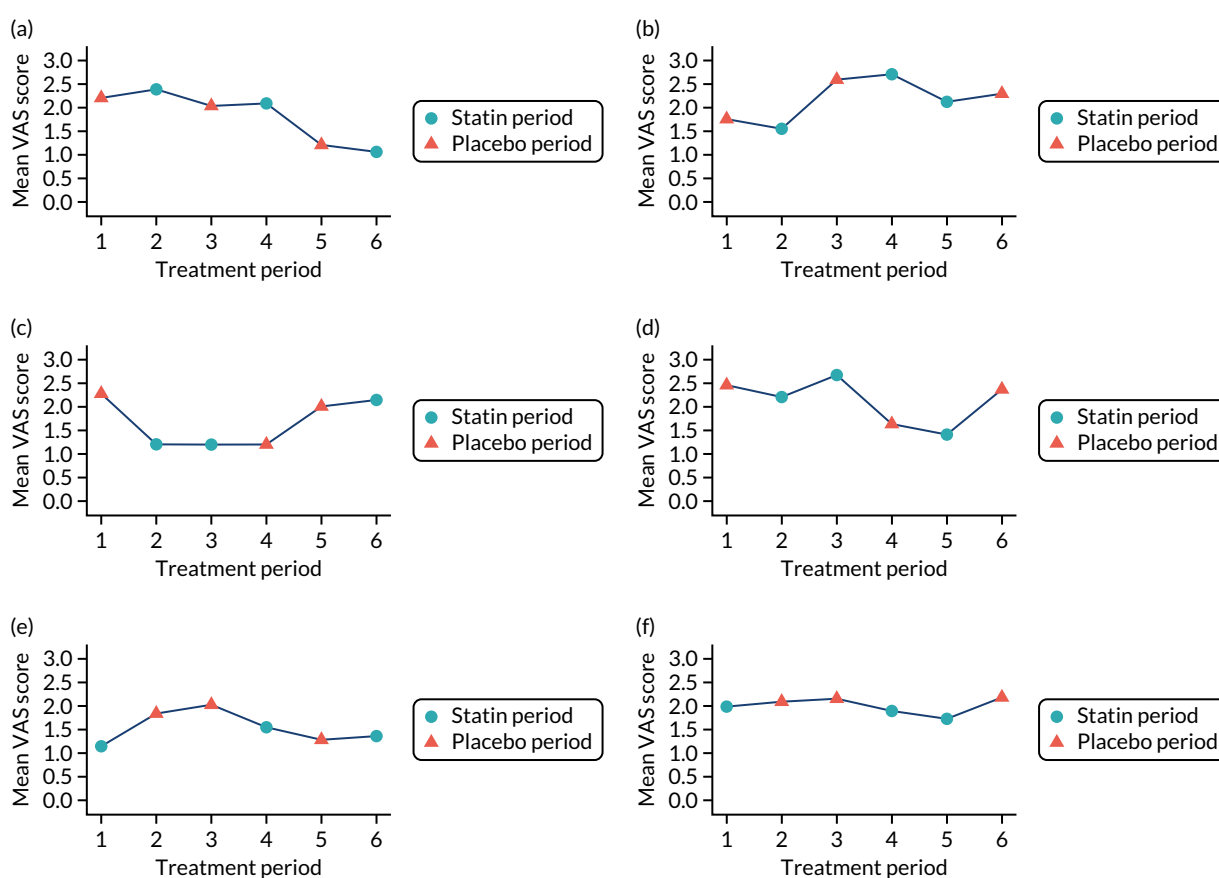 (a)
Mean VAS score
3.0
2.5
2.0
1.5
1.0
0.5
0.0
1 2 3 4 5 6
Treatment period
Statin period
Placebo period
(b)
Mean VAS score
3.0
2.5
2.0
1.5
1.0
0.5
0.0
1 2 3 4 5 6
Treatment period
Statin period
Placebo period
(c)
Mean VAS score
3.0
2.5
2.0
1.5
1.0
0.5
0.0
1 2 3 4 5 6
Treatment period
Statin period
Placebo period
(d)
Mean VAS score
3.0
2.5
2.0
1.5
1.0
0.5
0.0
1 2 3 4 5 6
Treatment period
Statin period
Placebo period
(e)
Mean VAS score
3.0
2.5
2.0
1.5
1.0
0.5
0.0
1 2 3 4 5 6
Treatment period
Statin period
Placebo period
(f)
Mean VAS score
3.0
2.5
2.0
1.5
1.0
0.5
0.0
1 2 3 4 5 6
Treatment period
Statin period
Placebo period